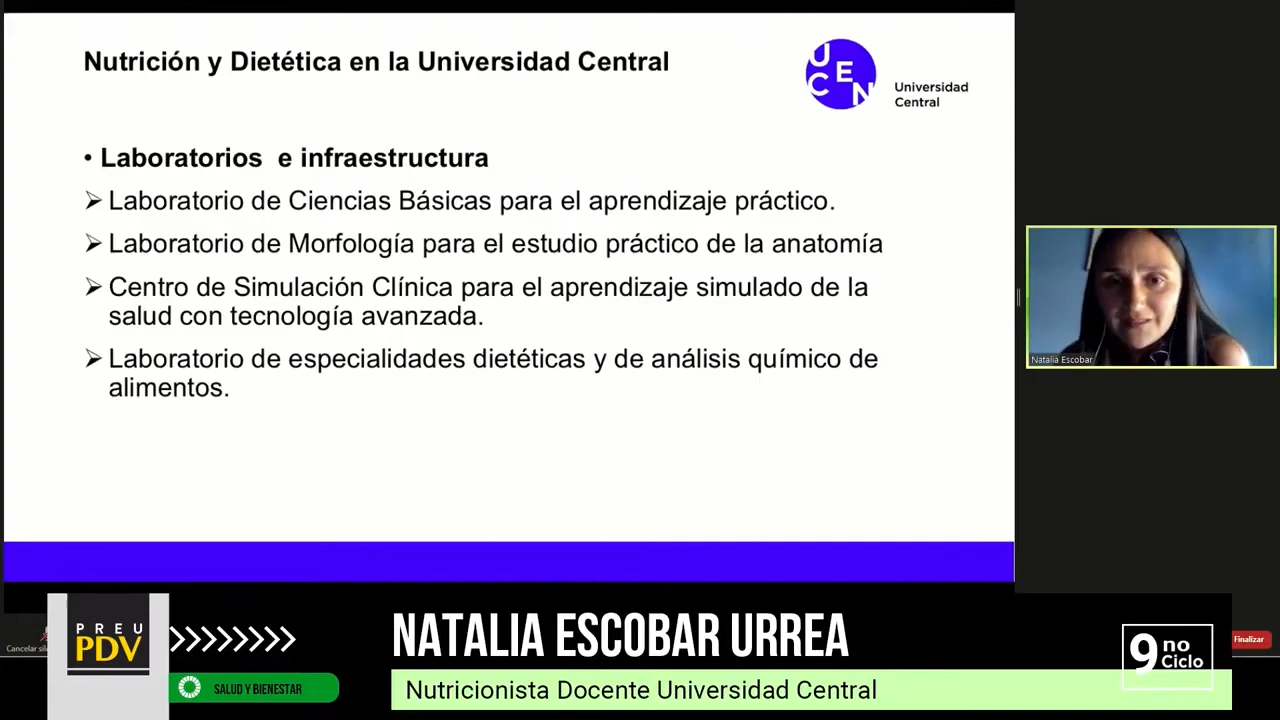 Nutrición y Dietética en la Universidad Central
U
E
C
N
Universidad
Central
• Laboratorios e infraestructura
➢ Laboratorio de Ciencias Básicas para el aprendizaje práctico.
➢ Laboratorio de Morfología para el estudio práctico de la anatomía
➢ Centro de Simulación Clínica para el aprendizaje simulado de la
salud con tecnología avanzada.
➢ Laboratorio de especialidades dietéticas y de análisis químico de
alimentos.
Natalia Escobar
Cancelar
PREU
PDV
SALUD Y BIENESTAR
NATALIA ESCOBAR URREA
Nutricionista Docente Universidad Central
9 no
Ciclo
Finalizar